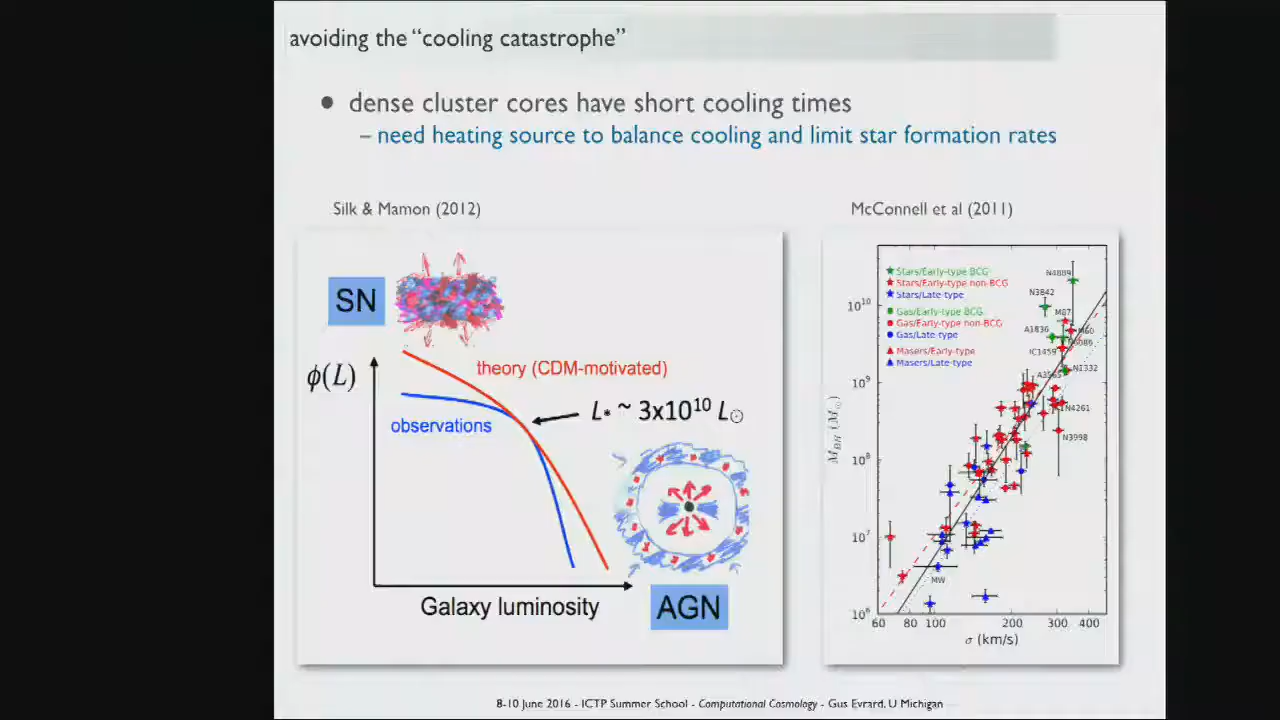 avoiding the “cooling catastrophe”
● dense cluster cores have short cooling times
– need heating source to balance cooling and limit star formation rates
Silk & Mamon (2012)
McConnell et al (2011)
SN
ϕ(L)
theory (CDM-motivated)
observations
L* ~ 3x10¹⁰ L☉
Galaxy luminosity
AGN
Stars/Early-type BCG
Stars/Early-type non-BCG
Stars/Late-type
Gas/Early-type BCG
Gas/Early-type non-BCG
Gas/Late-type
Masers/Early-type
Masers/Late-type
N4889
N3842
M87
A1836
M60
IC1459
N1332
A3565
N4261
N3998
MW
10¹⁰
10⁹
10⁸
10⁷
10⁶
M_BH (M☉)
60 80 100 200 300 400
σ (km/s)
8-10 June 2016 - ICTP Summer School - Computational Cosmology - Gus Evrard, U Michigan